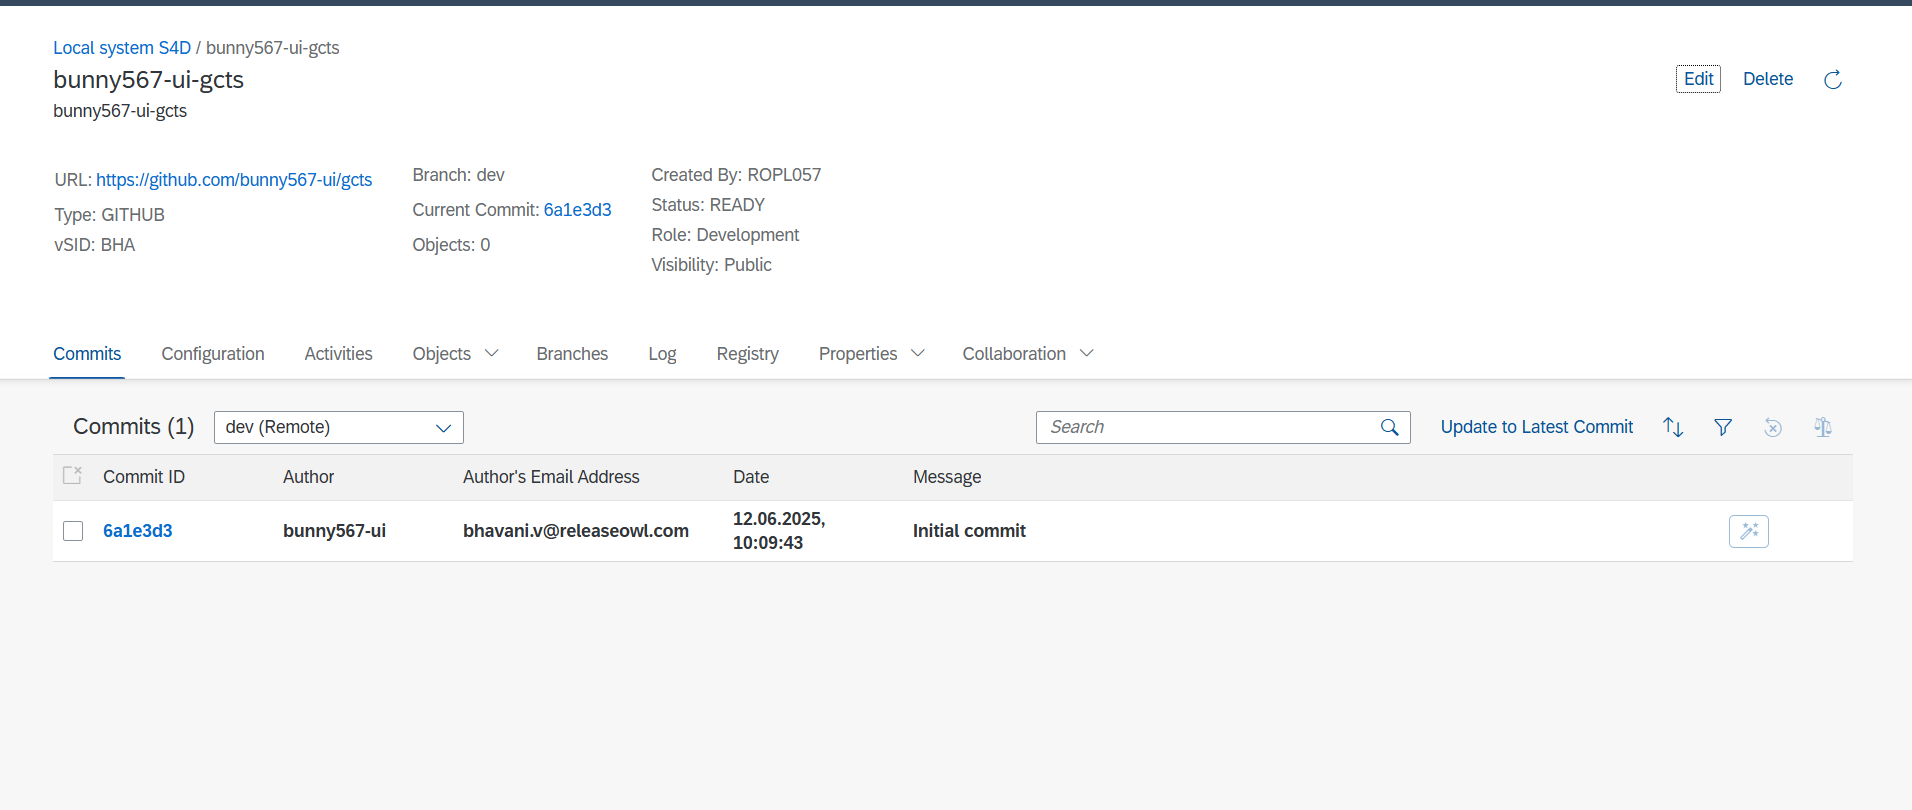 Local system S4D / bunny567-ui-gcts
bunny567-ui-gcts
Edit Delete
bunny567-ui-gcts
URL: https://github.com/bunny567-ui/gcts
Type: GITHUB
vSID: BHA
Branch: dev
Current Commit: 6a1e3d3
Objects: 0
Created By: ROPL057
Status: READY
Role: Development
Visibility: Public
Commits Configuration Activities Objects Branches Log Registry Properties Collaboration
Commits (1) dev (Remote) Search Update to Latest Commit
Commit ID Author Author's Email Address Date Message
6a1e3d3 bunny567-ui bhavani.v@releaseowl.com 12.06.2025, Initial commit
10:09:43